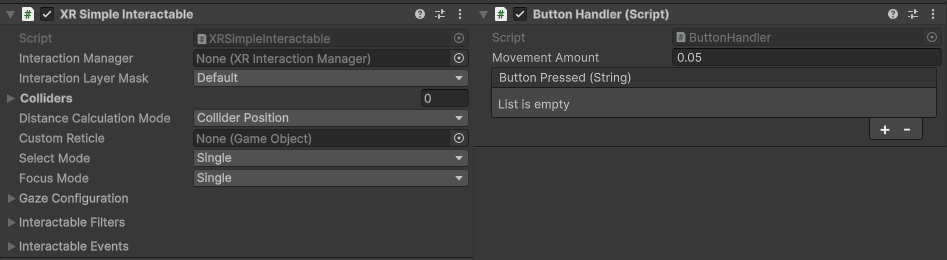 XR Simple Interactable
Script XRSimpleInteractable
Interaction Manager None (XR Interaction Manager)
Interaction Layer Mask Default
Colliders 0
Distance Calculation Mode Collider Position
Custom Reticle None (Game Object)
Select Mode Single
Focus Mode Single
Gaze Configuration
Interactable Filters
Interactable Events
Button Handler (Script)
Script ButtonHandler
Movement Amount 0.05
Button Pressed (String)
List is empty
+ -